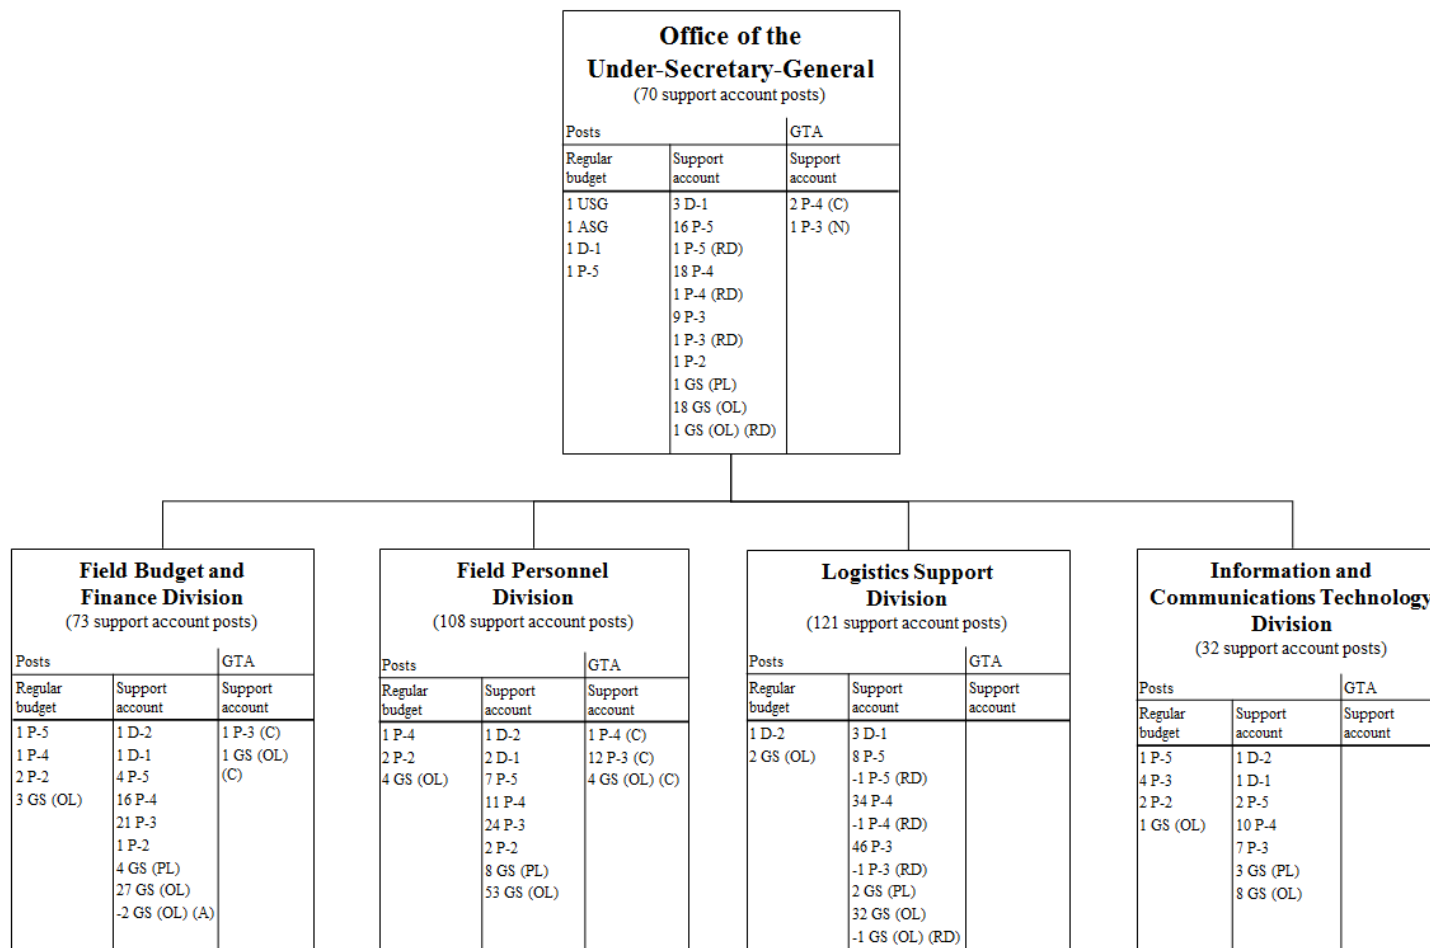 Office of the
Under-Secretary-General
(70 support account posts)
Posts GTA
Regular budget Support account Support account
1 USG 3 D-1 2 P-4 (C)
1 ASG 16 P-5 1 P-3 (N)
1 D-1 1 P-5 (RD)
1 P-5 18 P-4
1 P-4 (RD)
9 P-3
1 P-3 (RD)
1 P-2
1 GS (PL)
18 GS (OL)
1 GS (OL) (RD)
Field Budget and
Finance Division
(73 support account posts)
Posts GTA
Regular budget Support account Support account
1 P-5 1 D-2 1 P-3 (C)
1 P-4 1 D-1 1 GS (OL)
2 P-2 4 P-5 (C)
3 GS (OL) 16 P-4
21 P-3
1 P-2
4 GS (PL)
27 GS (OL)
-2 GS (OL) (A)
Field Personnel
Division
(108 support account posts)
Posts GTA
Regular budget Support account Support account
1 P-4 1 D-2 1 P-4 (C)
2 P-2 2 D-1 12 P-3 (C)
4 GS (OL) 7 P-5 4 GS (OL) (C)
11 P-4
24 P-3
2 P-2
8 GS (PL)
53 GS (OL)
Logistics Support
Division
(121 support account posts)
Posts GTA
Regular budget Support account Support account
1 D-2 3 D-1
2 GS (OL) 8 P-5
-1 P-5 (RD)
34 P-4
-1 P-4 (RD)
46 P-3
-1 P-3 (RD)
2 GS (PL)
32 GS (OL)
-1 GS (OL) (RD)
Information and
Communications Technology
Division
(32 support account posts)
Posts GTA
Regular budget Support account Support account
1 P-5 1 D-2
4 P-3 1 D-1
2 P-2 2 P-5
1 GS (OL) 10 P-4
7 P-3
3 GS (PL)
8 GS (OL)